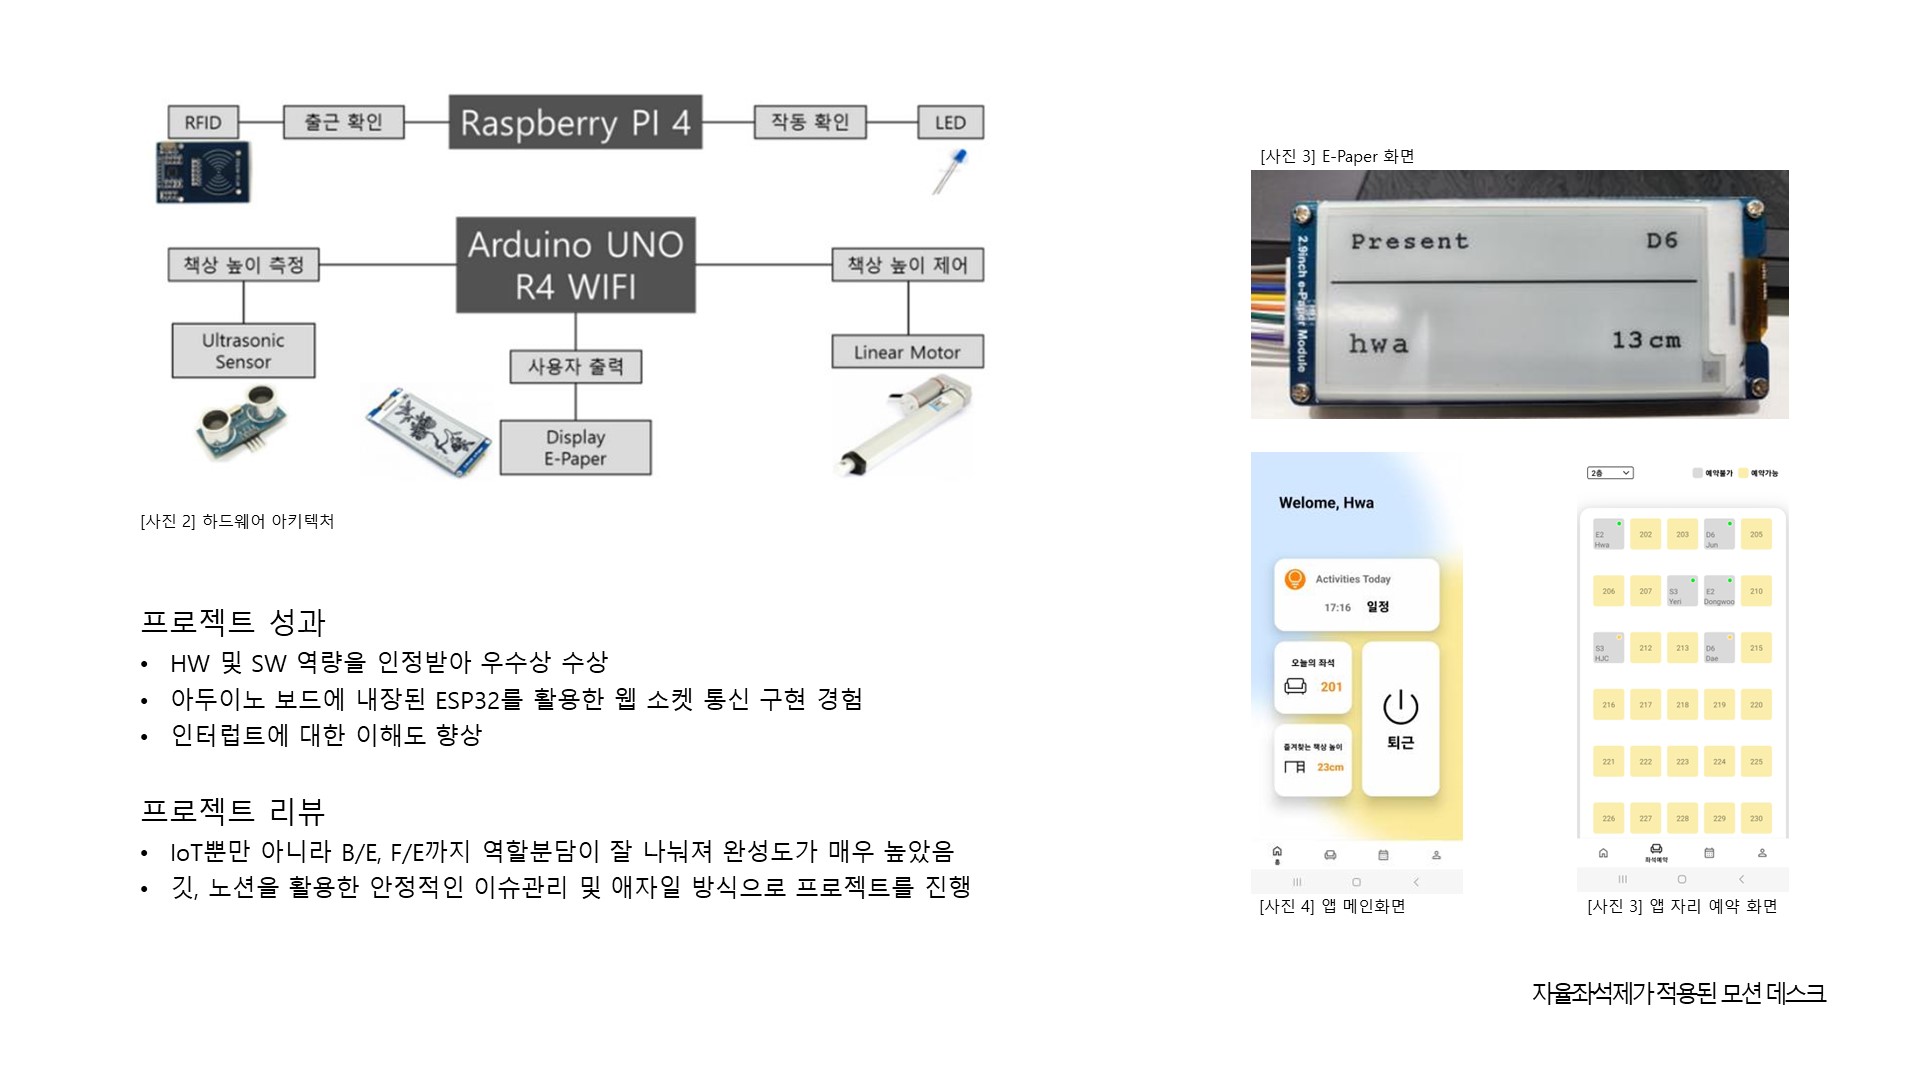 RFID
출근 확인
Raspberry PI 4
작동 확인
LED
책상 높이 측정
Arduino UNO
R4 WIFI
책상 높이 제어
Ultrasonic
Sensor
사용자 출력
Linear Motor
Display
E-Paper
[사진 2] 하드웨어 아키텍처
프로젝트 성과
• HW 및 SW 역량을 인정받아 우수상 수상
• 아두이노 보드에 내장된 ESP32를 활용한 웹 소켓 통신 구현 경험
• 인터럽트에 대한 이해도 향상
프로젝트 리뷰
• IoT뿐만 아니라 B/E, F/E까지 역할분담이 잘 나눠져 완성도가 매우 높았음
• 깃, 노션을 활용한 안정적인 이슈관리 및 애자일 방식으로 프로젝트를 진행
[사진 3] E-Paper 화면
2.9inch e-Paper Module
Present D6
hwa 13cm
Welome, Hwa
Activities Today
17:16 일정
오늘의 좌석
201
즐겨찾는 책상 높이
23cm
퇴근
홈
[사진 4] 앱 메인화면
2층 예약불가 예약가능
E2 Hwa 202 203 D6 Jun 205
206 207 S3 Yeri E2 Dongwoo 210
S3 HJC 212 213 D6 Dae 215
216 217 218 219 220
221 222 223 224 225
226 227 228 229 230
좌석예약
[사진 3] 앱 자리 예약 화면
자율좌석제가 적용된 모션 데스크